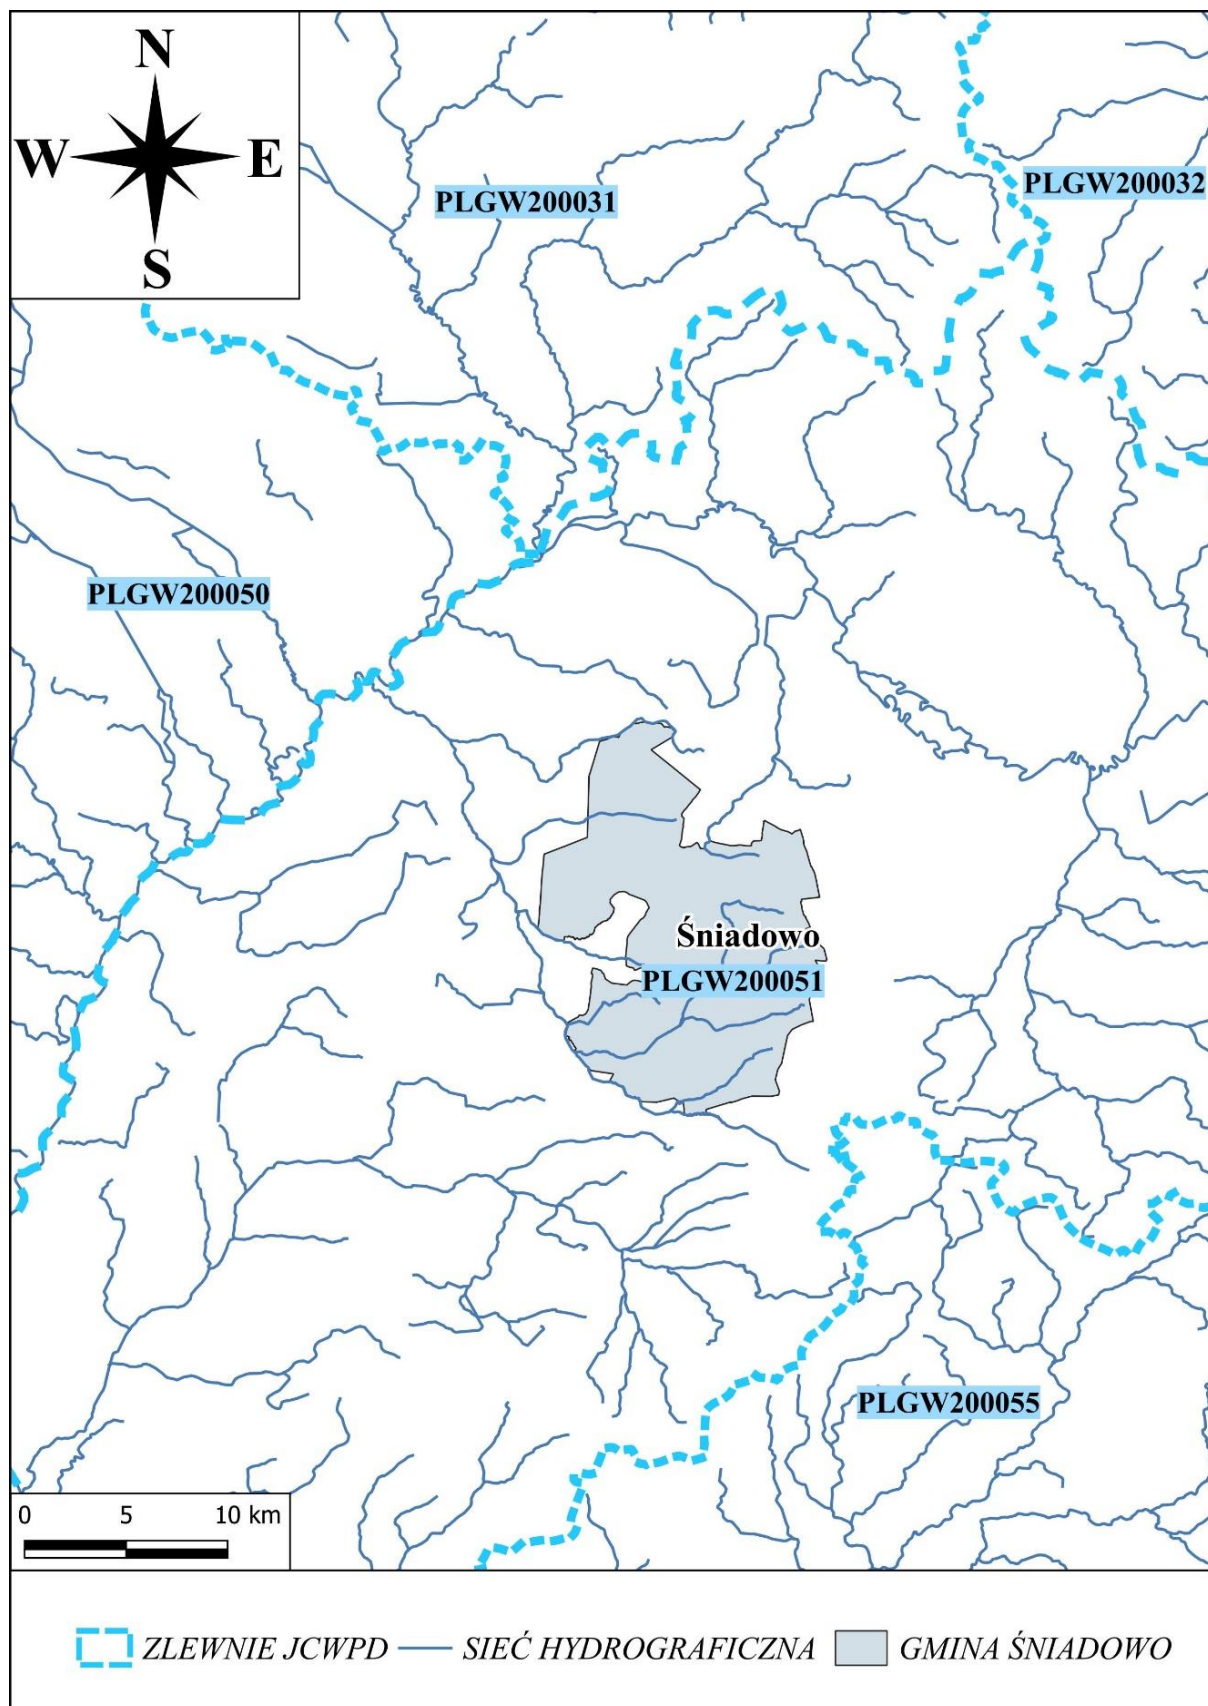 N
W E
S
PLGW200031
PLGW200032
PLGW200050
Śniadowo
PLGW200051
PLGW200055
0 5 10 km
ZLEWNIE JCWPD SIEĆ HYDROGRAFICZNA GMINA ŚNIADOWO